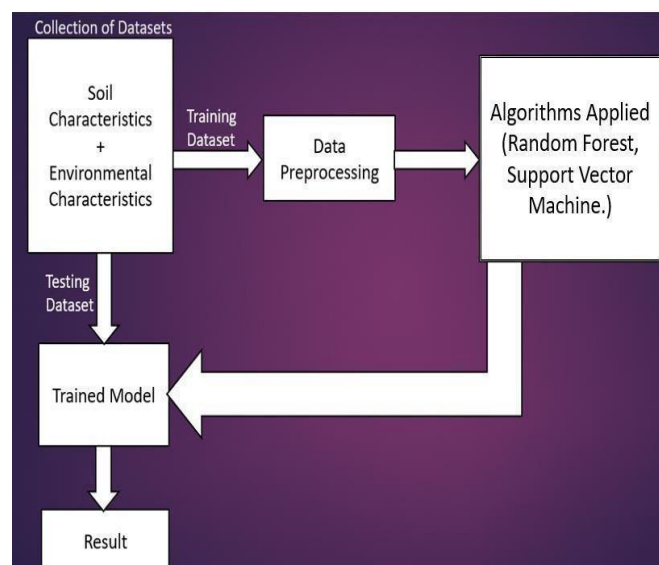 Collection of Datasets
Soil
Characteristics
+
Environmental
Characteristics
Training
Dataset
Data
Preprocessing
Algorithms Applied
(Random Forest,
Support Vector
Machine.)
Testing
Dataset
Trained Model
Result